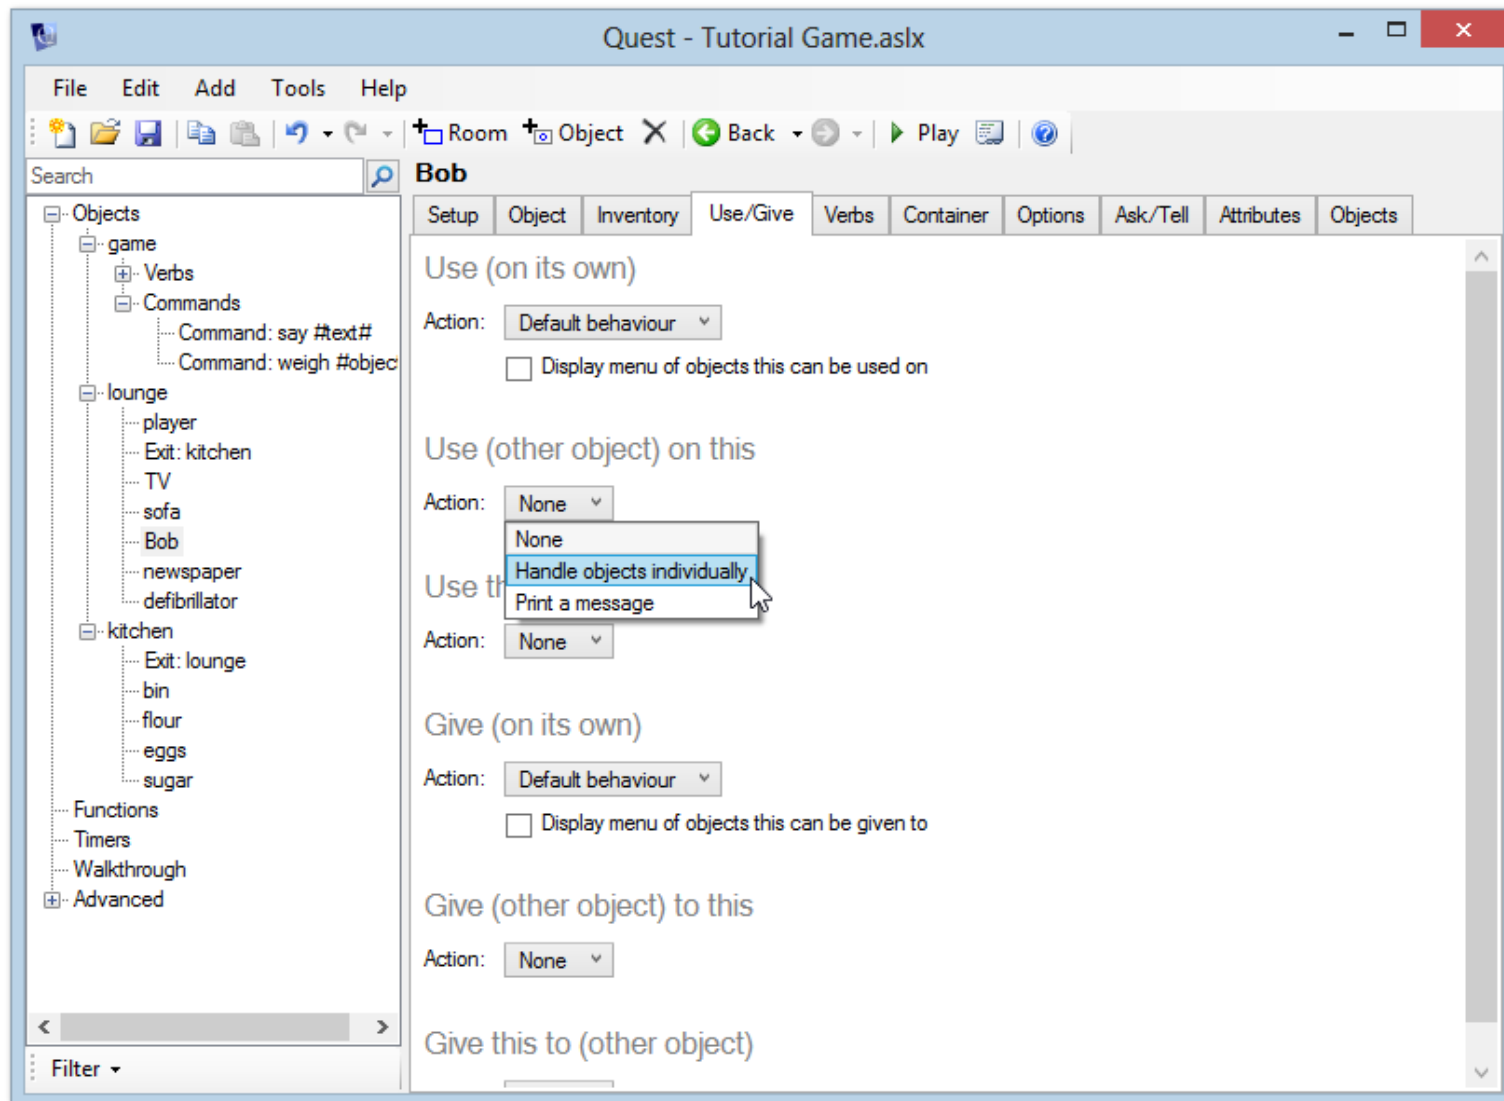 Quest - Tutorial Game.aslx
File Edit Add Tools Help
Room Object Back Play
Search
Bob
Setup Object Inventory Use/Give Verbs Container Options Ask/Tell Attributes Objects
Objects
game
Verbs
Commands
Command: say #text#
Command: weigh #objec
lounge
player
Exit: kitchen
TV
sofa
Bob
newspaper
defibrillator
kitchen
Exit: lounge
bin
flour
eggs
sugar
Functions
Timers
Walkthrough
Advanced
Filter
Use (on its own)
Action: Default behaviour
Display menu of objects this can be used on
Use (other object) on this
Action: None
None
Handle objects individually
Print a message
Use th
Action: None
Give (on its own)
Action: Default behaviour
Display menu of objects this can be given to
Give (other object) to this
Action: None
Give this to (other object)